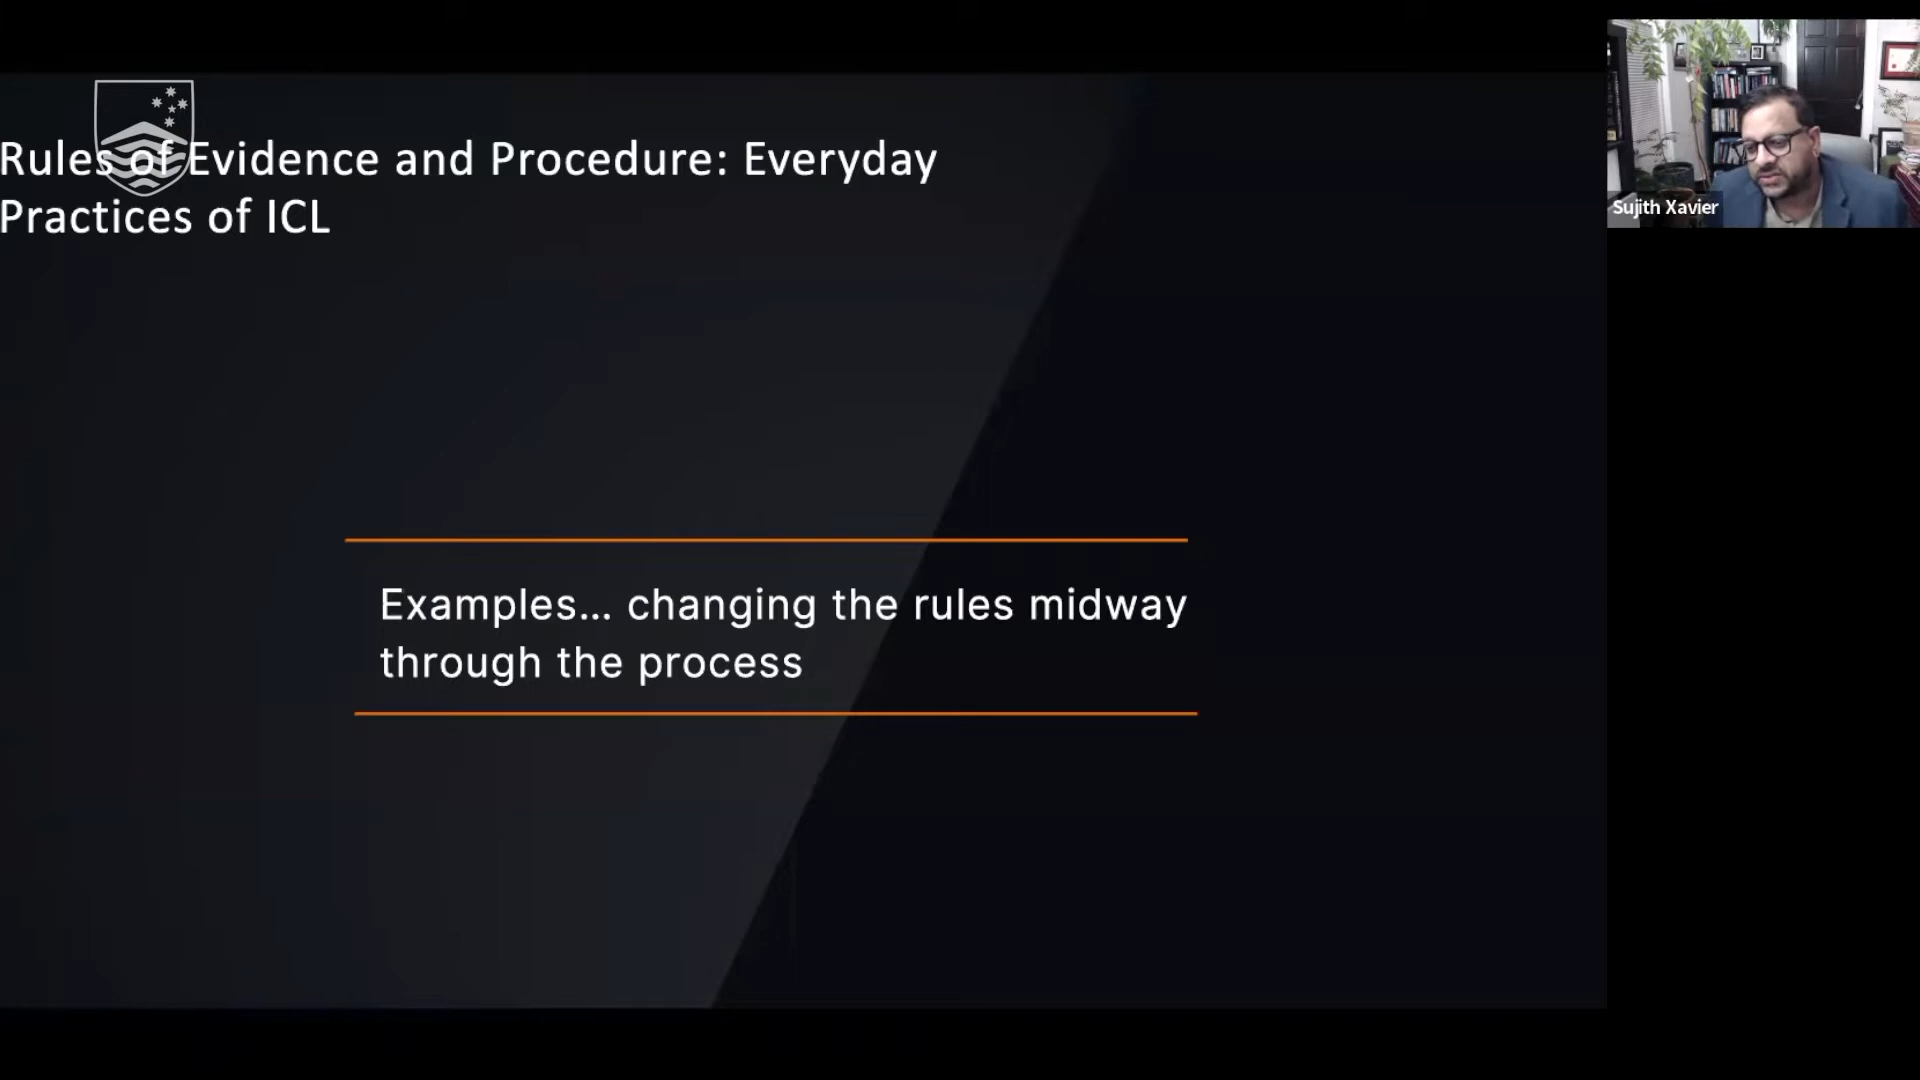 Rules of Evidence and Procedure: Everyday
Practices of ICL
Examples... changing the rules midway
through the process
Sujith Xavier